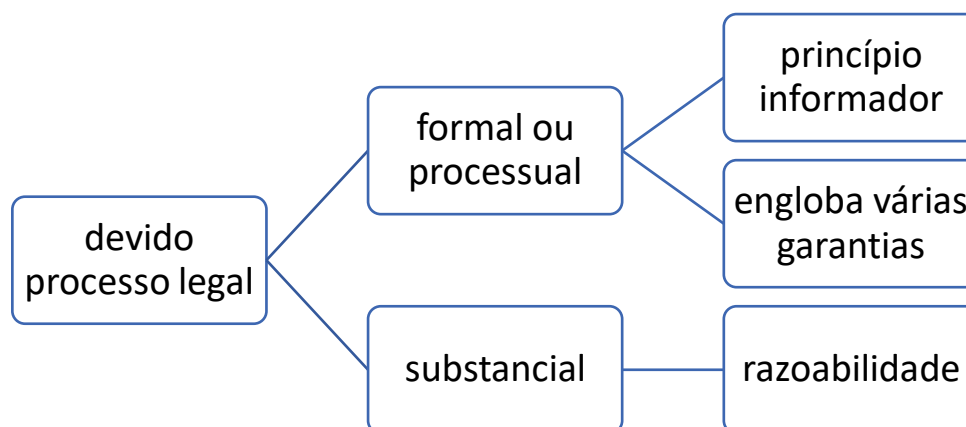 devido
processo legal
formal ou
processual
princípio
informador
engloba várias
garantias
substancial
razoabilidade